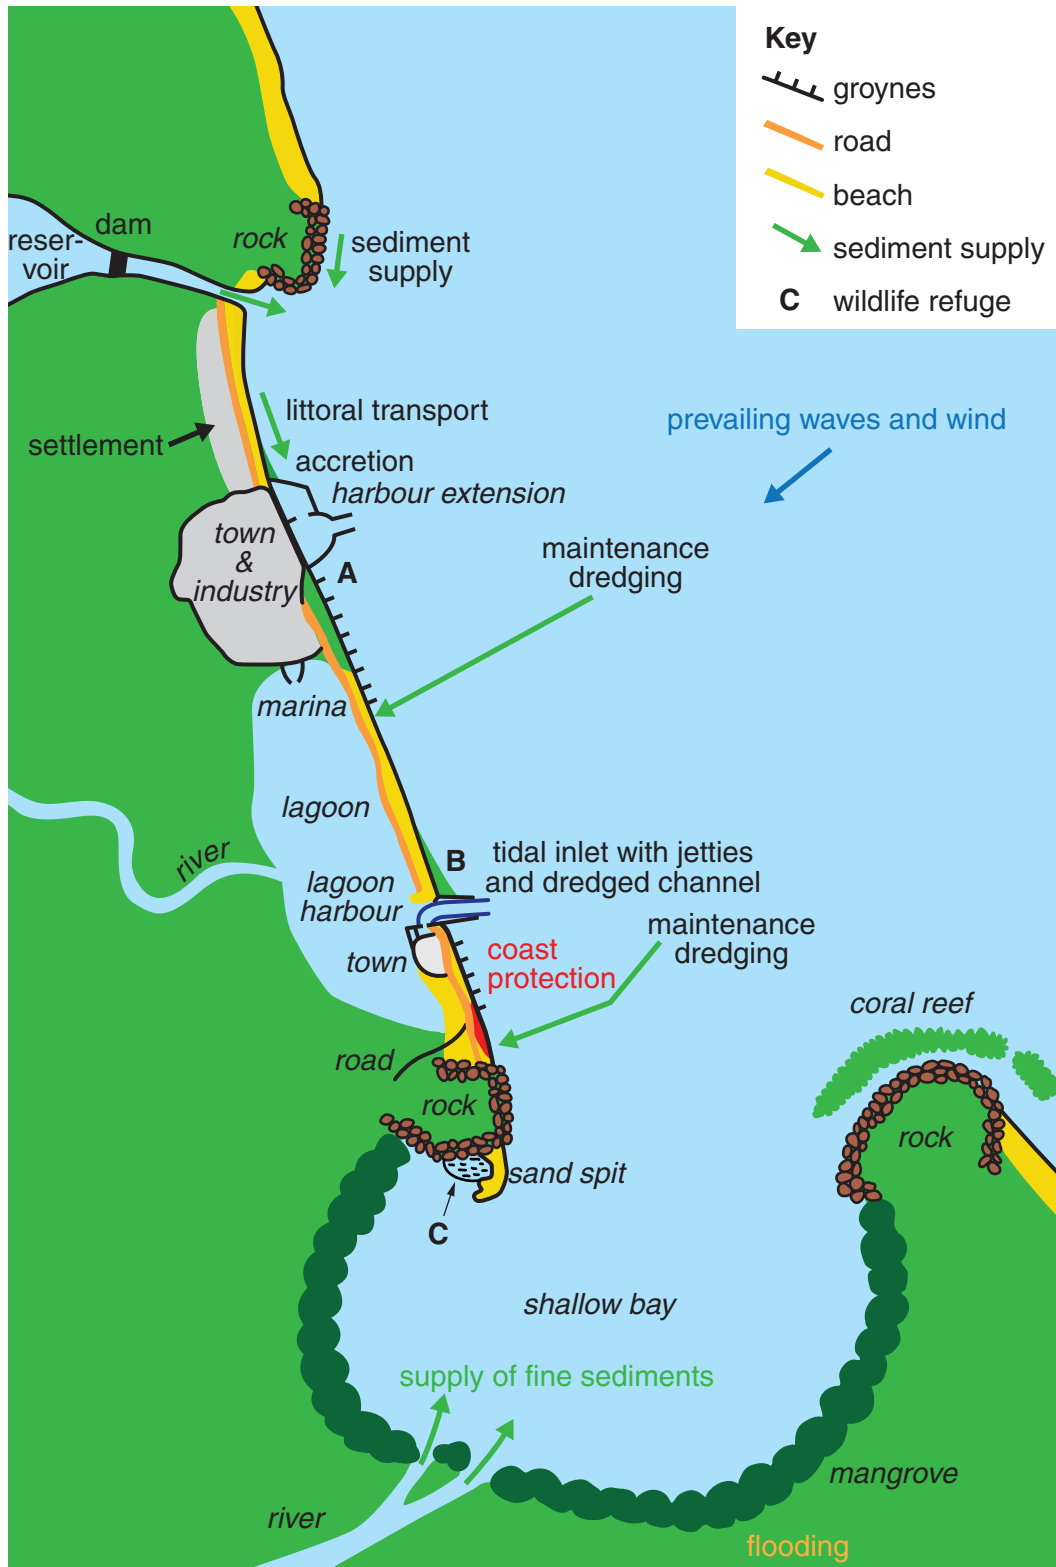 Key
groynes
road
beach
sediment supply
C wildlife refuge
dam
reser-
voir
rock
sediment
supply
littoral transport
prevailing waves and wind
settlement
accretion
harbour extension
town
&
industry
A
maintenance
dredging
marina
lagoon
river
B
tidal inlet with jetties
and dredged channel
lagoon
harbour
maintenance
dredging
town
coast
protection
coral reef
road
rock
rock
sand spit
C
shallow bay
supply of fine sediments
mangrove
river
flooding